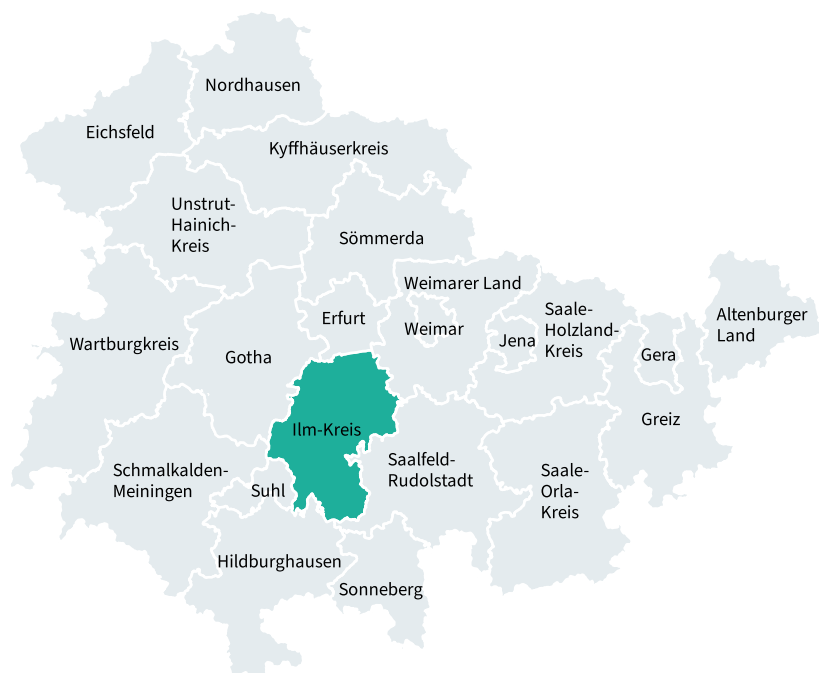 Nordhausen
Eichsfeld
Kyffhäuserkreis
Unstrut-
Hainich-
Kreis
Sömmerda
Weimarer Land
Erfurt
Weimar
Saale-
Holzland-
Kreis
Jena
Altenburger
Land
Wartburgkreis
Gotha
Gera
Greiz
Ilm-Kreis
Schmalkalden-
Meiningen
Suhl
Saalfeld-
Rudolstadt
Saale-
Orla-
Kreis
Hildburghausen
Sonneberg